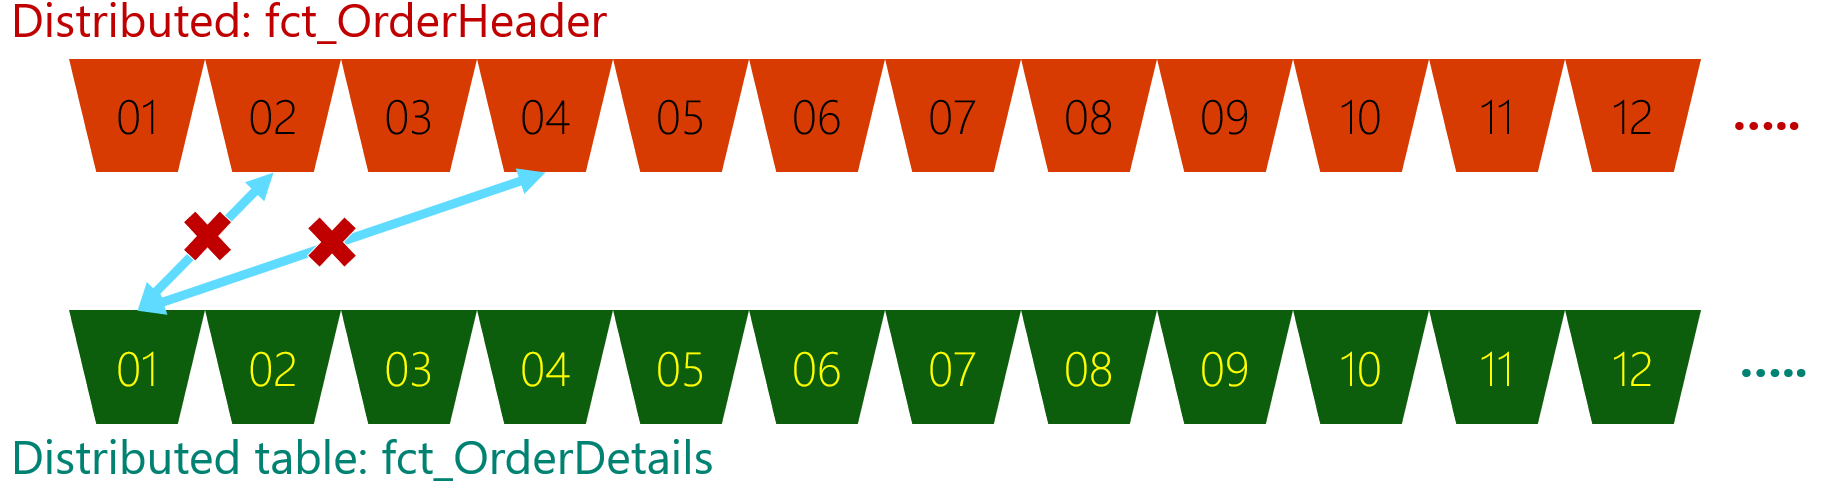 Distributed: fct_OrderHeader
01 02 03 04 05 06 07 08 09 10 11 12 .....
01 02 03 04 05 06 07 08 09 10 11 12 .....
Distributed table: fct_OrderDetails